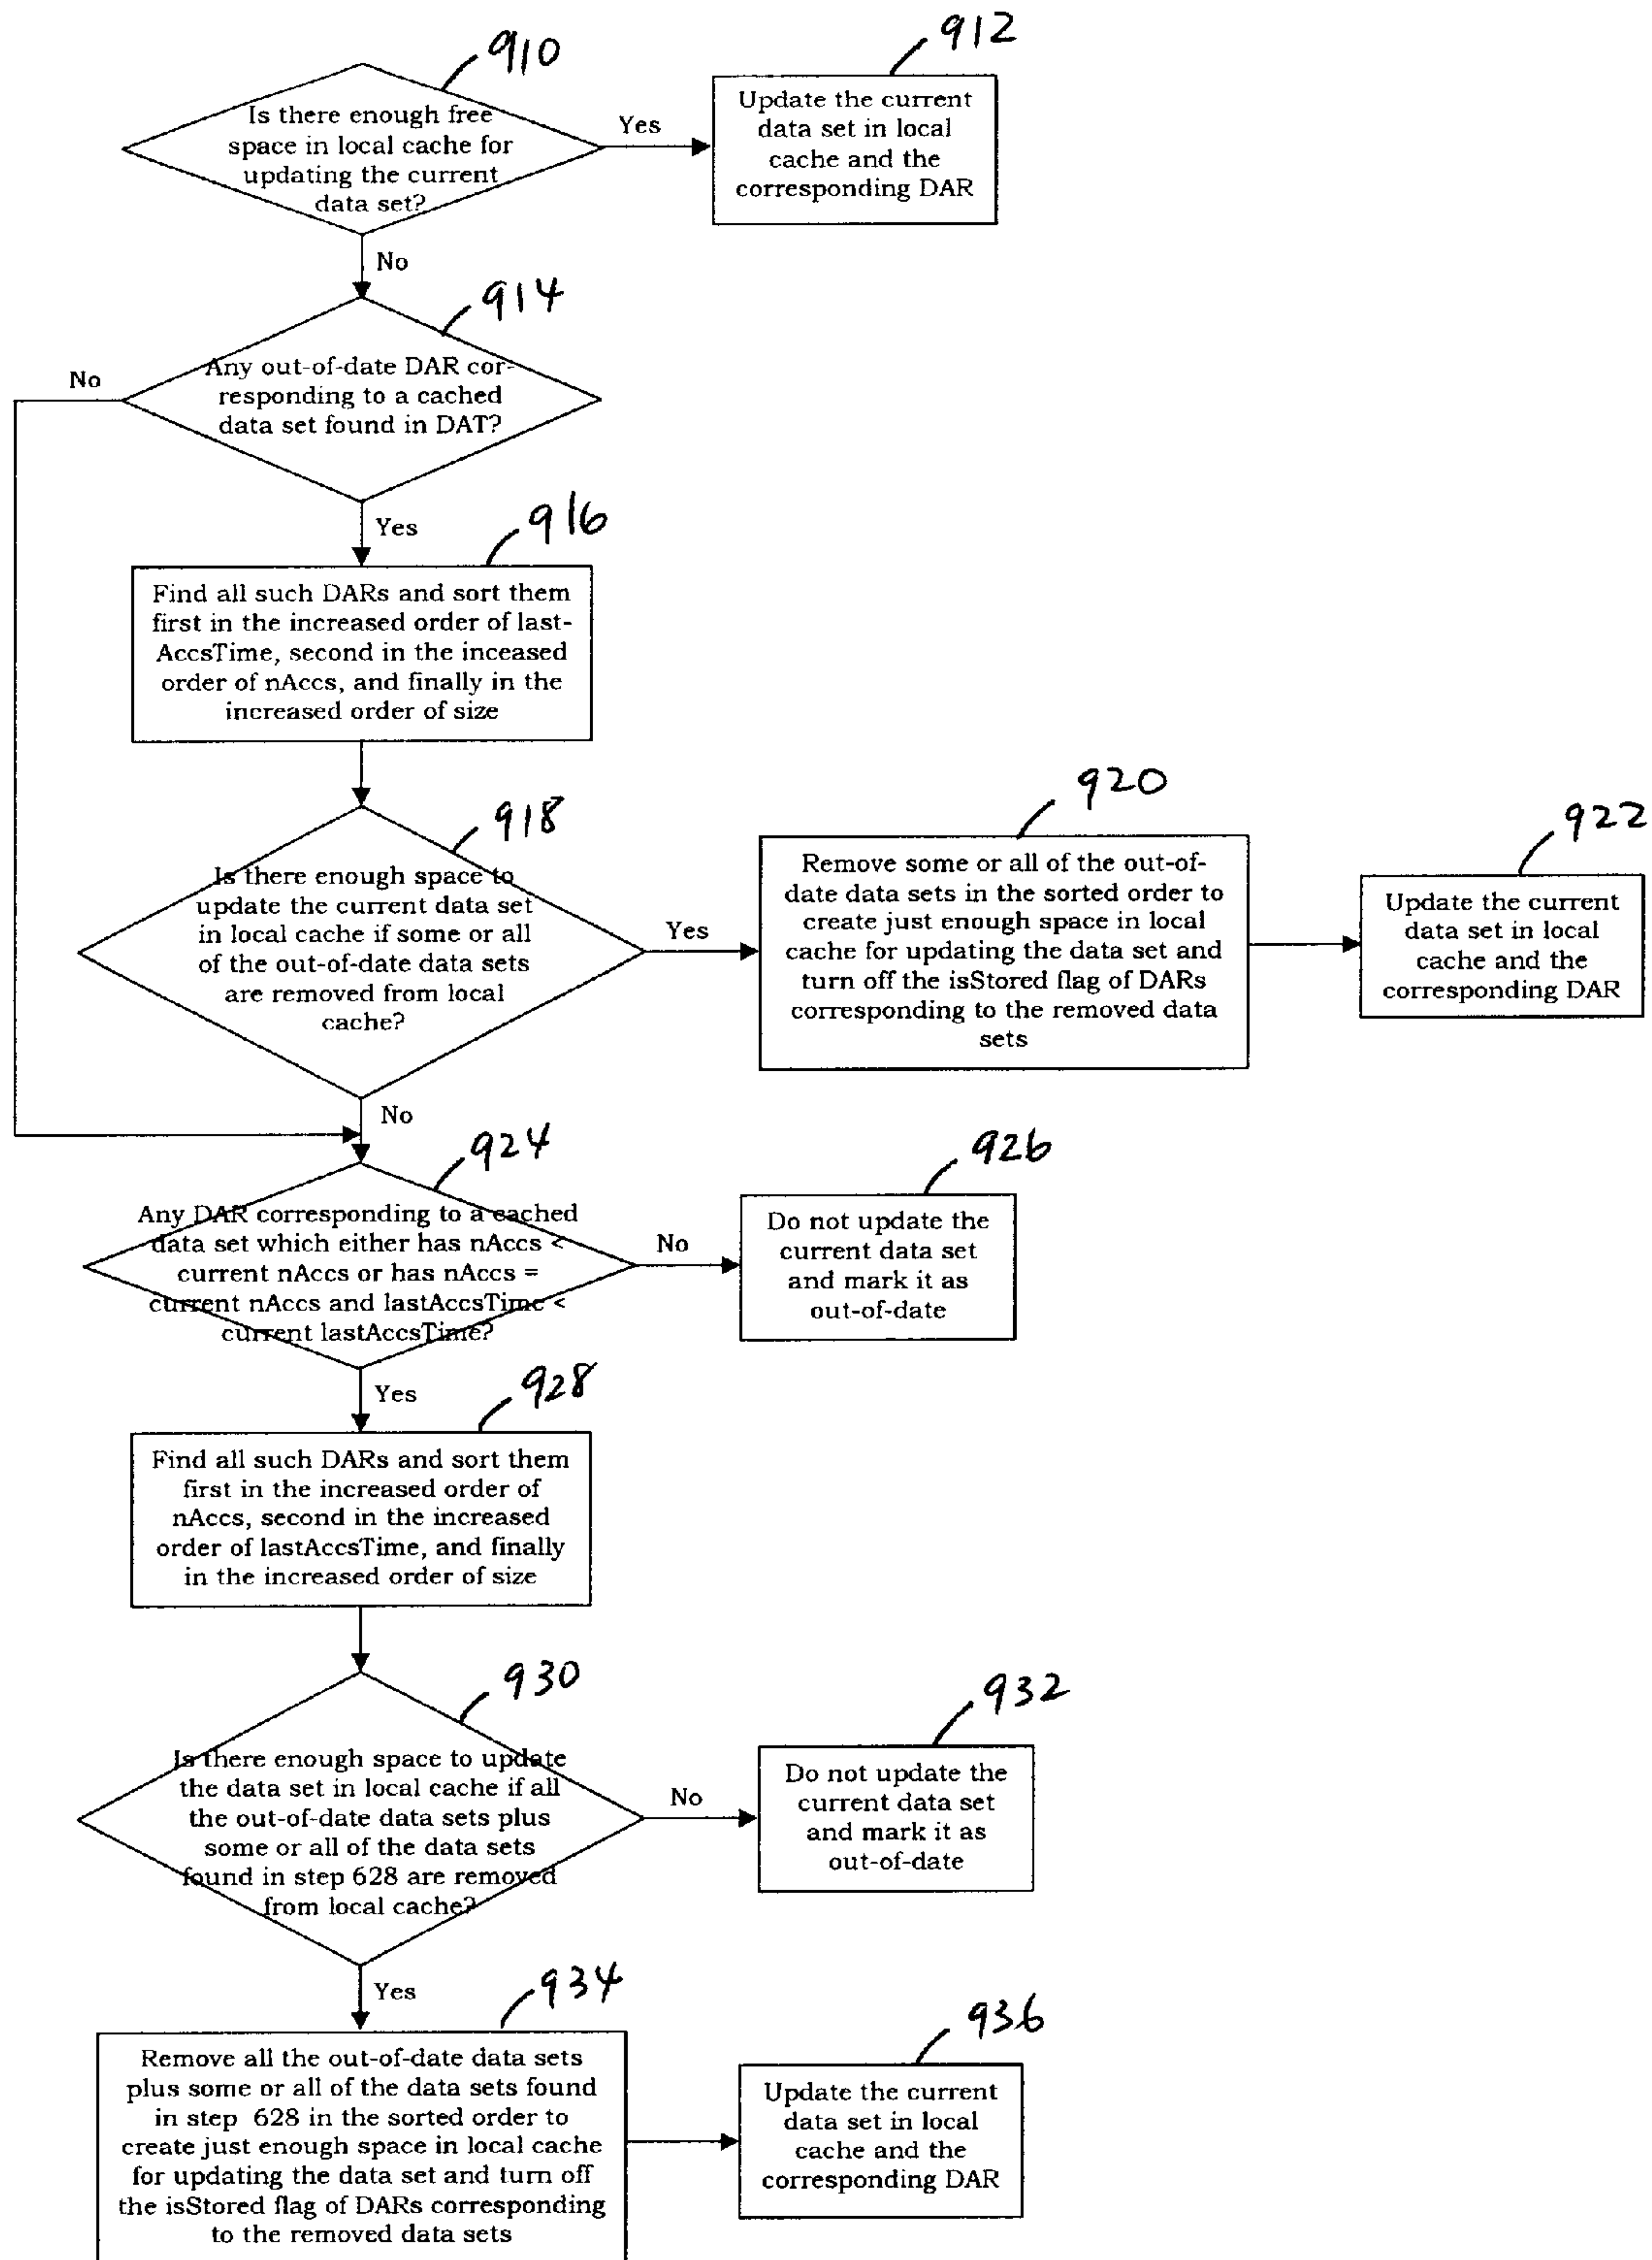 910
Is there enough free
space in local cache for
updating the current
data set?
Yes
912
Update the current
data set in local
cache and the
corresponding DAR
No
914
Any out-of-date DAR cor-
responding to a cached
data set found in DAT?
No
Yes
916
Find all such DARs and sort them
first in the increased order of last-
AccsTime, second in the inceased
order of nAccs, and finally in the
increased order of size
918
Is there enough space to
update the current data set
in local cache if some or all
of the out-of-date data sets
are removed from local
cache?
Yes
920
Remove some or all of the out-of-
date data sets in the sorted order to
create just enough space in local
cache for updating the data set and
turn off the isStored flag of DARs
corresponding to the removed data
sets
922
Update the current
data set in local
cache and the
corresponding DAR
No
924
Any DAR corresponding to a cached
data set which either has nAccs <
current nAccs or has nAccs =
current nAccs and lastAccsTime <
current lastAccsTime?
No
926
Do not update the
current data set
and mark it as
out-of-date
Yes
928
Find all such DARs and sort them
first in the increased order of
nAccs, second in the increased
order of lastAccsTime, and finally
in the increased order of size
930
Is there enough space to update
the data set in local cache if all
the out-of-date data sets plus
some or all of the data sets
found in step 628 are removed
from local cache?
No
932
Do not update the
current data set
and mark it as
out-of-date
Yes
934
Remove all the out-of-date data sets
plus some or all of the data sets found
in step 628 in the sorted order to
create just enough space in local cache
for updating the data set and turn off
the isStored flag of DARs corresponding
to the removed data sets
936
Update the current
data set in local
cache and the
corresponding DAR